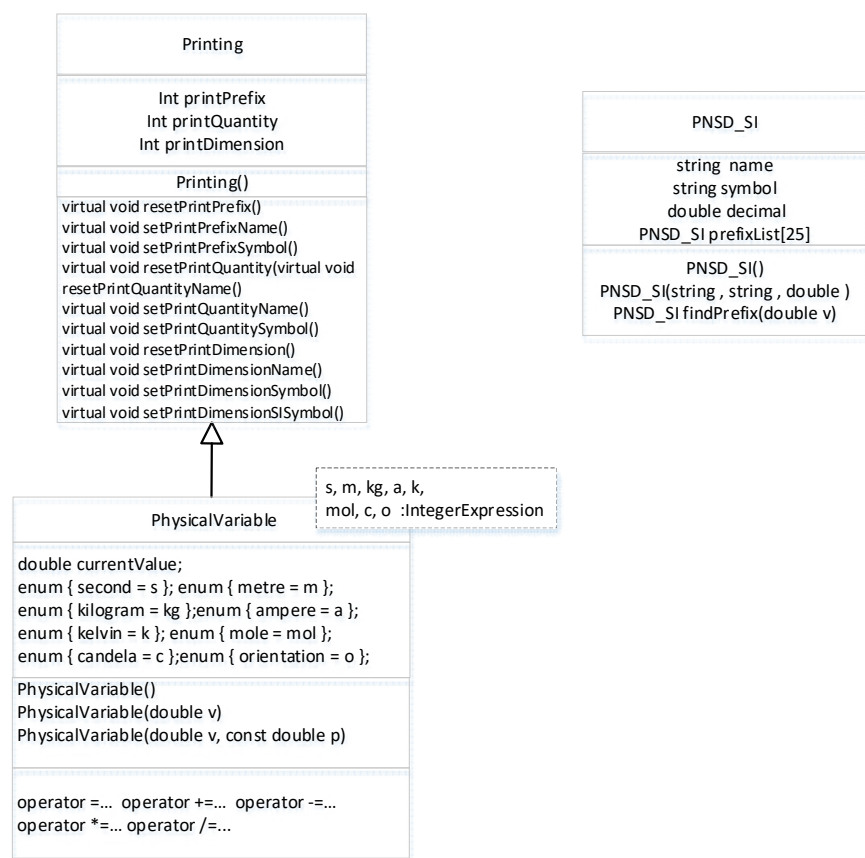 Printing
Int printPrefix
Int printQuantity
Int printDimension
Printing()
virtual void resetPrintPrefix()
virtual void setPrintPrefixName()
virtual void setPrintPrefixSymbol()
virtual void resetPrintQuantity(virtual void
resetPrintQuantityName()
virtual void setPrintQuantityName()
virtual void setPrintQuantitySymbol()
virtual void resetPrintDimension()
virtual void setPrintDimensionName()
virtual void setPrintDimensionSymbol()
virtual void setPrintDimensionSISymbol()
PNSD_SI
string name
string symbol
double decimal
PNSD_SI prefixList[25]
PNSD_SI()
PNSD_SI(string , string , double )
PNSD_SI findPrefix(double v)
s, m, kg, a, k,
mol, c, o :IntegerExpression
PhysicalVariable
double currentValue;
enum { second = s }; enum { metre = m };
enum { kilogram = kg };enum { ampere = a };
enum { kelvin = k }; enum { mole = mol };
enum { candela = c };enum { orientation = o };
PhysicalVariable()
PhysicalVariable(double v)
PhysicalVariable(double v, const double p)
operator =... operator +=... operator -=...
operator *=... operator /=...